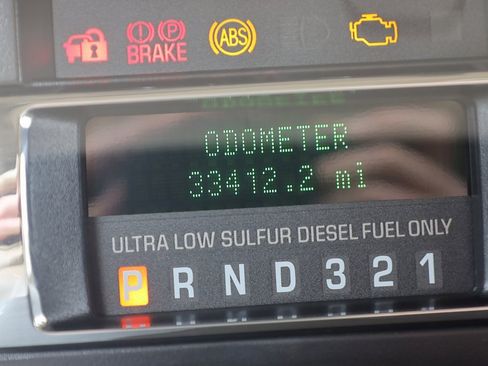 BRAKE
ABS
ODOMETER
33412.2 mi
ULTRA LOW SULFUR DIESEL FUEL ONLY
P R N D 3 2 1